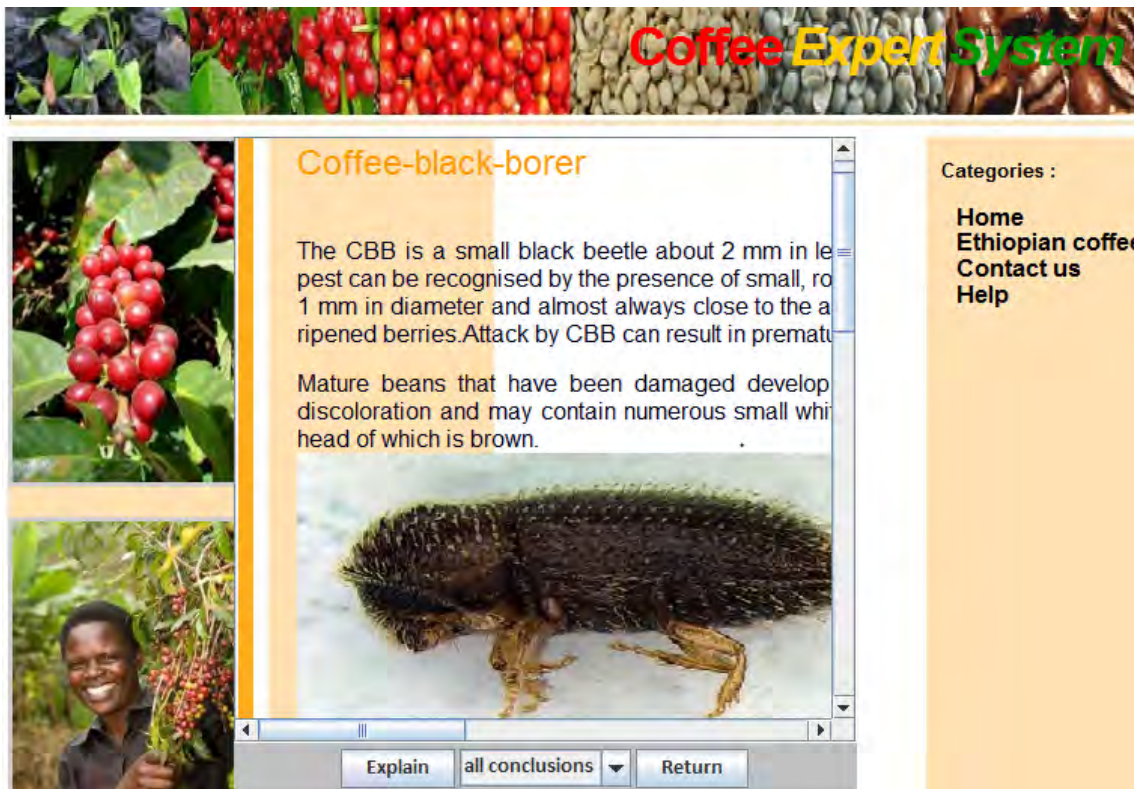 Coffee Expert System
Coffee-black-borer
The CBB is a small black beetle about 2 mm in le
pest can be recognised by the presence of small, ro
1 mm in diameter and almost always close to the a
ripened berries.Attack by CBB can result in prematu
Mature beans that have been damaged develop
discoloration and may contain numerous small whi
head of which is brown. .
Explain
all conclusions
Return
Categories :
Home
Ethiopian coffee
Contact us
Help